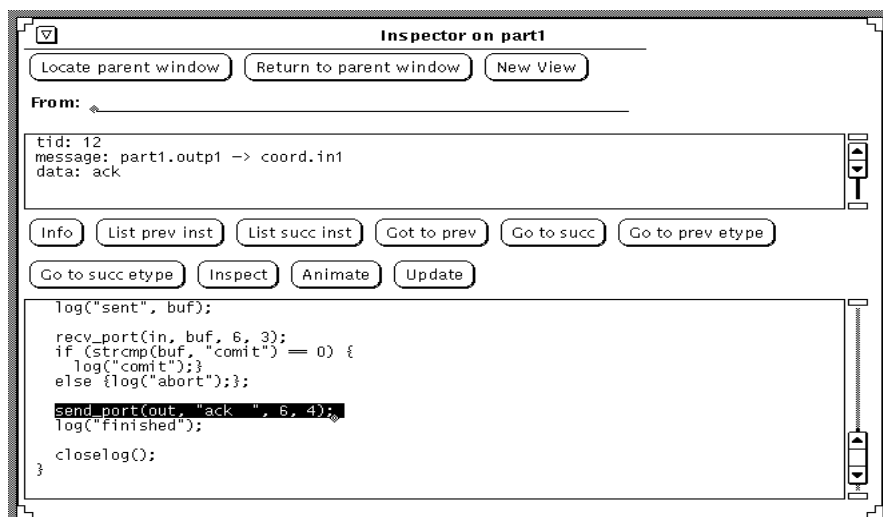 Inspector on part1
Locate parent window Return to parent window New View
From:
tid: 12
message: part1.outp1 -> coord.in1
data: ack
Info List prev inst List succ inst Got to prev Go to succ Go to prev etype
Go to succ etype Inspect Animate Update
log("sent", buf);
recv_port(in, buf, 6, 3);
if (strcmp(buf, "comit") == 0) {
log("comit");}
else {log("abort");};
send_port(out, "ack  ", 6, 4);
log("finished");
closelog();
}